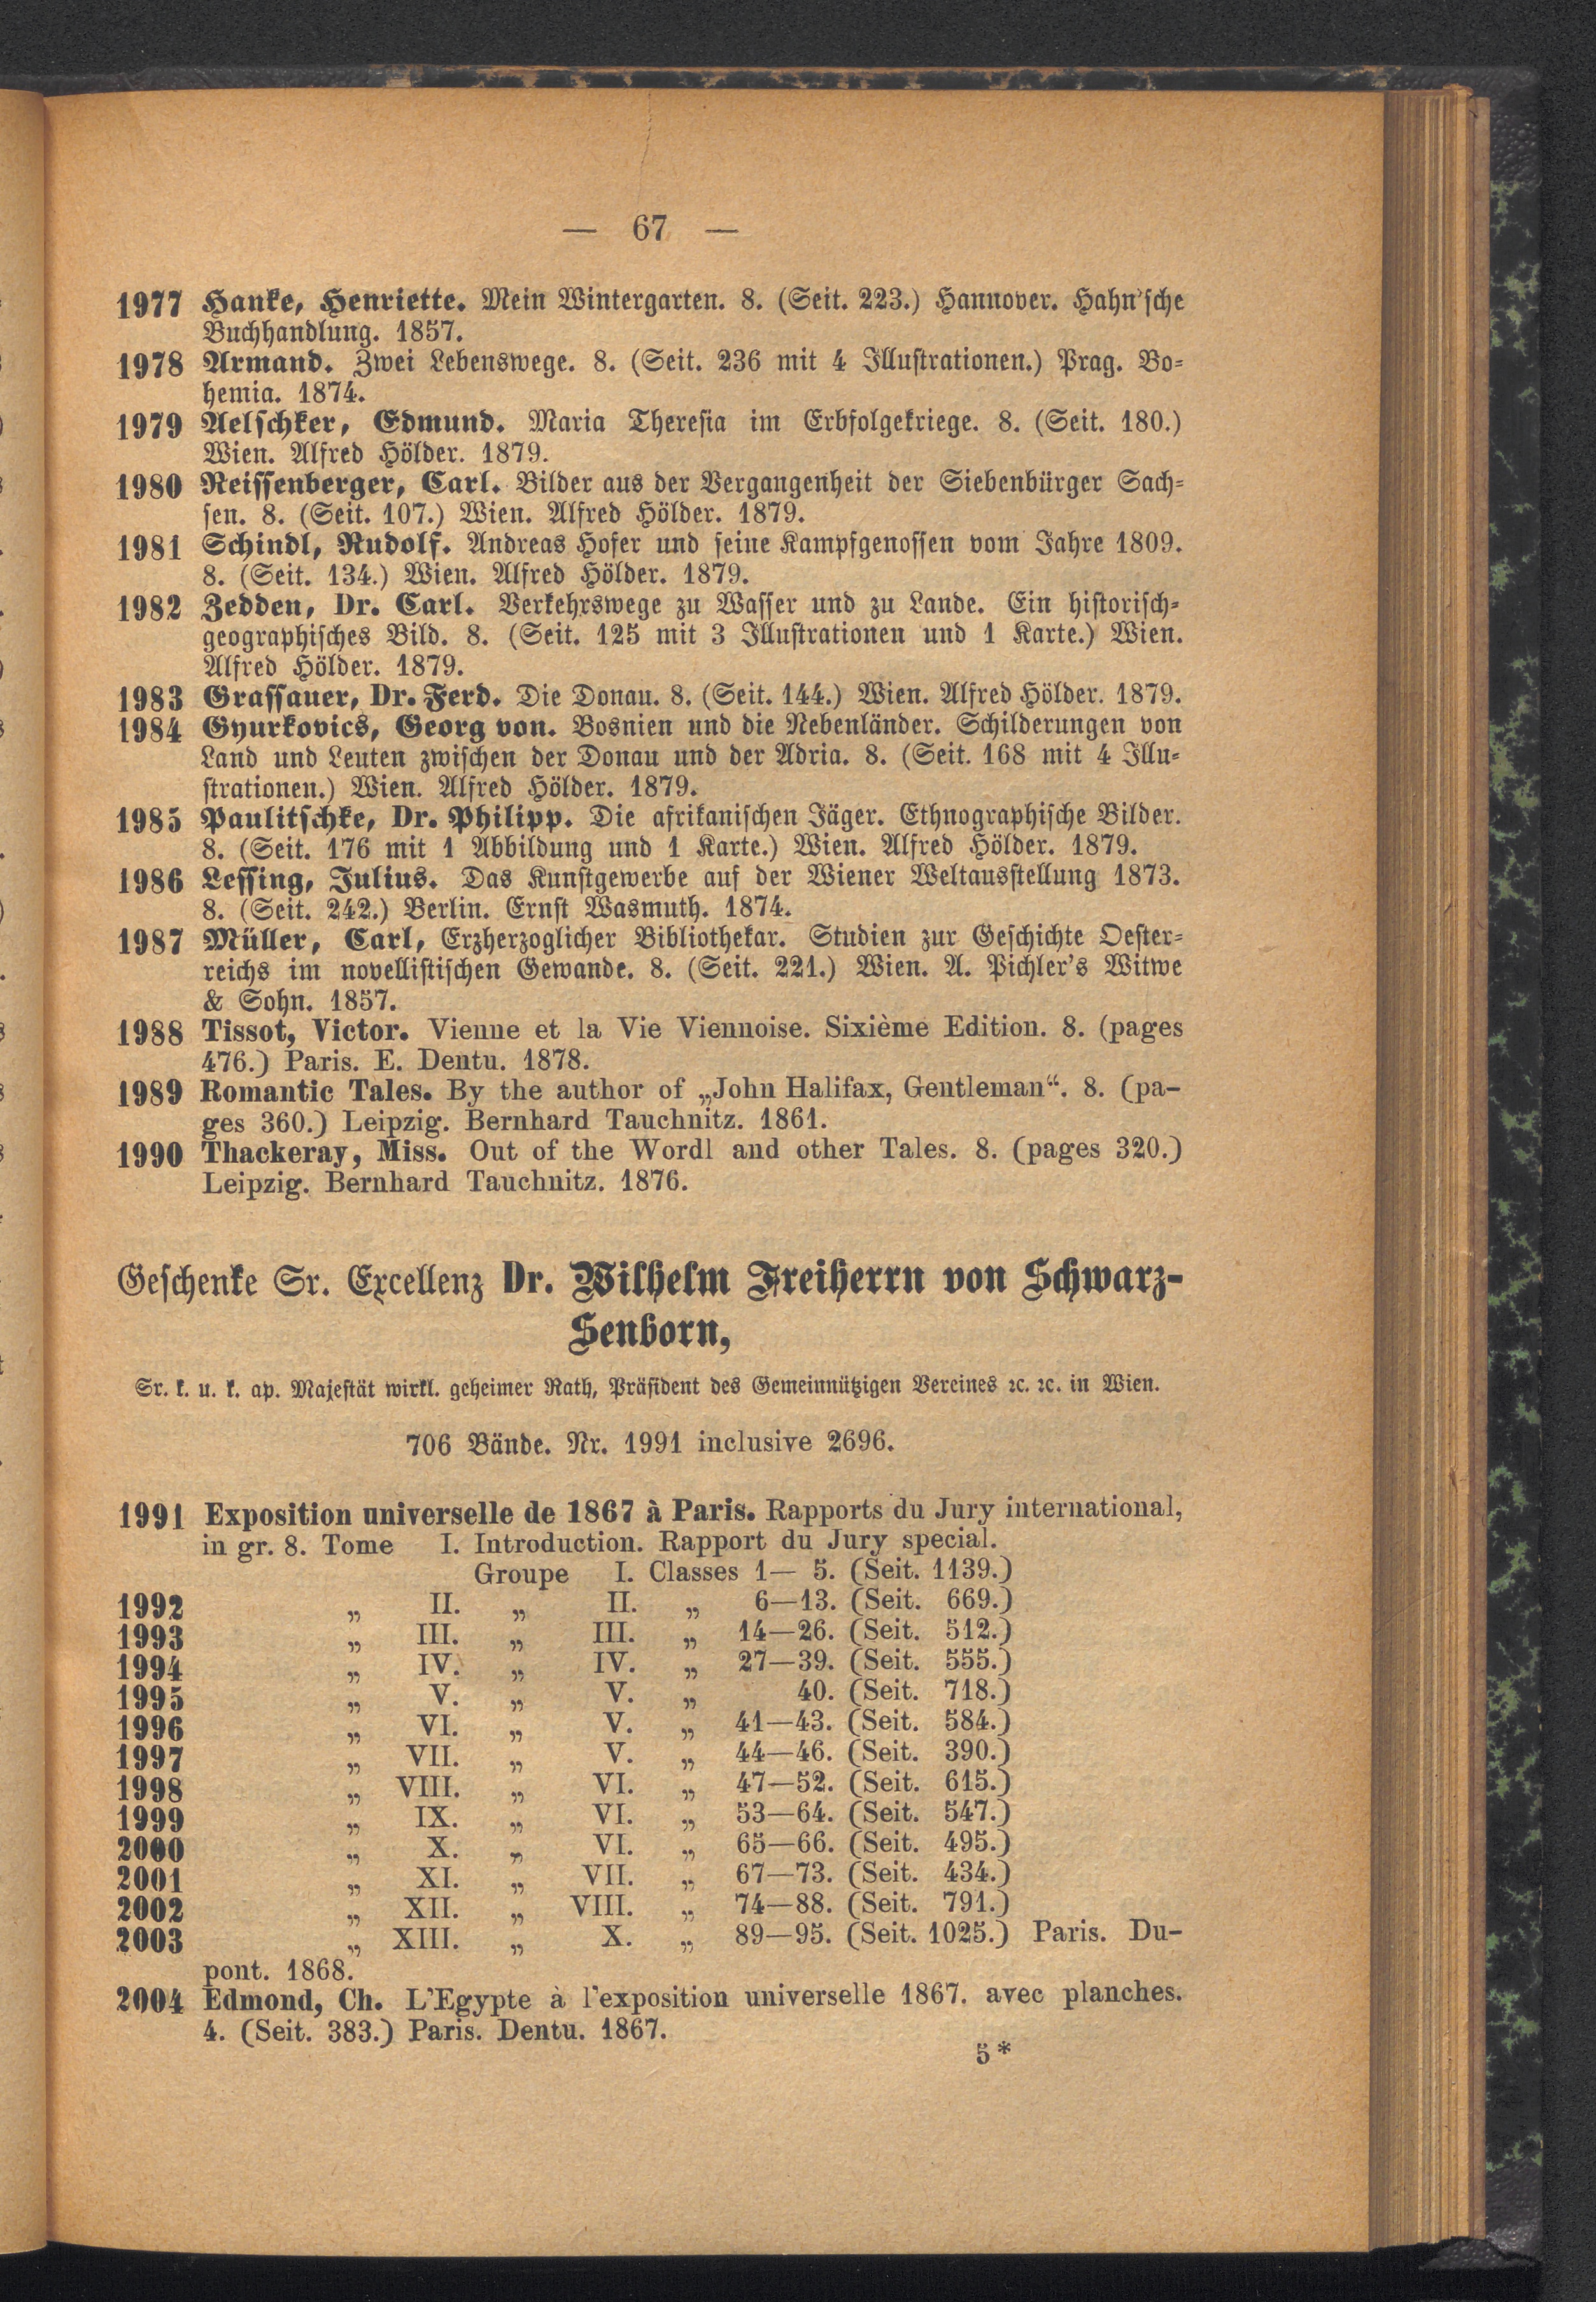 — 67 —
1977 Hanke, Henriette. Mein Wintergarten. 8. (Seit. 223.) Hannover. Hahn'sche
Buchhandlung. 1857.
1978 Armand. Zwei Lebenswege. 8. (Seit. 236 mit 4 Illustrationen.) Prag. Bo-
hemia. 1874.
1979 Aelschker, Edmund. Maria Theresia im Erbfolgekriege. 8. (Seit. 180.)
Wien. Alfred Hölder. 1879.
1980 Reissenberger, Carl. Bilder aus der Vergangenheit der Siebenbürger Sach-
sen. 8. (Seit. 107.) Wien. Alfred Hölder. 1879.
1981 Schindl, Rudolf. Andreas Hofer und seine Kampfgenossen vom Jahre 1809.
8. (Seit. 134.) Wien. Alfred Hölder. 1879.
1982 Zedden, Dr. Carl. Verkehrswege zu Wasser und zu Lande. Ein historisch-
geographisches Bild. 8. (Seit. 125 mit 3 Illustrationen und 1 Karte.) Wien.
Alfred Hölder. 1879.
1983 Grassauer, Dr. Ferd. Die Donau. 8. (Seit. 144.) Wien. Alfred Hölder. 1879.
1984 Gyurkovics, Georg von. Bosnien und die Nebenländer. Schilderungen von
Land und Leuten zwischen der Donau und der Adria. 8. (Seit. 168 mit 4 Illu-
strationen.) Wien. Alfred Hölder. 1879.
1985 Paulitschke, Dr. Philipp. Die afrikanischen Jäger. Ethnographische Bilder.
8. (Seit. 176 mit 1 Abbildung und 1 Karte.) Wien. Alfred Hölder. 1879.
1986 Lessing, Julius. Das Kunstgewerbe auf der Wiener Weltausstellung 1873.
8. (Seit. 242.) Berlin. Ernst Wasmuth. 1874.
1987 Müller, Carl, Erzherzoglicher Bibliothekar. Studien zur Geschichte Oester-
reichs im novellistischen Gewande. 8. (Seit. 221.) Wien. A. Pichler's Witwe
& Sohn. 1857.
1988 Tissot, Victor. Vienne et la Vie Viennoise. Sixième Edition. 8. (pages
476.) Paris. E. Dentu. 1878.
1989 Romantic Tales. By the author of „John Halifax, Gentleman“. 8. (pa-
ges 360.) Leipzig. Bernhard Tauchnitz. 1861.
1990 Thackeray, Miss. Out of the Wordl and other Tales. 8. (pages 320.)
Leipzig. Bernhard Tauchnitz. 1876.
Geschenke Sr. Excellenz Dr. Wilhelm Freiherrn von Schwarz-
Senborn,
Sr. k. u. k. ap. Majestät wirkl. geheimer Rath, Präsident des Gemeinnützigen Vereines ꝛc. ꝛc. in Wien.
706 Bände. Nr. 1991 inclusive 2696.
1991 Exposition universelle de 1867 à Paris. Rapports du Jury international,
in gr. 8. Tome I. Introduction. Rapport du Jury special.
Groupe I. Classes 1— 5. (Seit. 1139.)
1992 „ II. „ II. „ 6—13. (Seit. 669.)
1993 „ III. „ III. „ 14—26. (Seit. 512.)
1994 „ IV. „ IV. „ 27—39. (Seit. 555.)
1995 „ V. „ V. „ 40. (Seit. 718.)
1996 „ VI. „ V. „ 41—43. (Seit. 584.)
1997 „ VII. „ V. „ 44—46. (Seit. 390.)
1998 „ VIII. „ VI. „ 47—52. (Seit. 615.)
1999 „ IX. „ VI. „ 53—64. (Seit. 547.)
2000 „ X. „ VI. „ 65—66. (Seit. 495.)
2001 „ XI. „ VII. „ 67—73. (Seit. 434.)
2002 „ XII. „ VIII. „ 74—88. (Seit. 791.)
2003 „ XIII. „ X. „ 89—95. (Seit. 1025.) Paris. Du-
pont. 1868.
2004 Edmond, Ch. L'Egypte à l'exposition universelle 1867. avec planches.
4. (Seit. 383.) Paris. Dentu. 1867.
5*